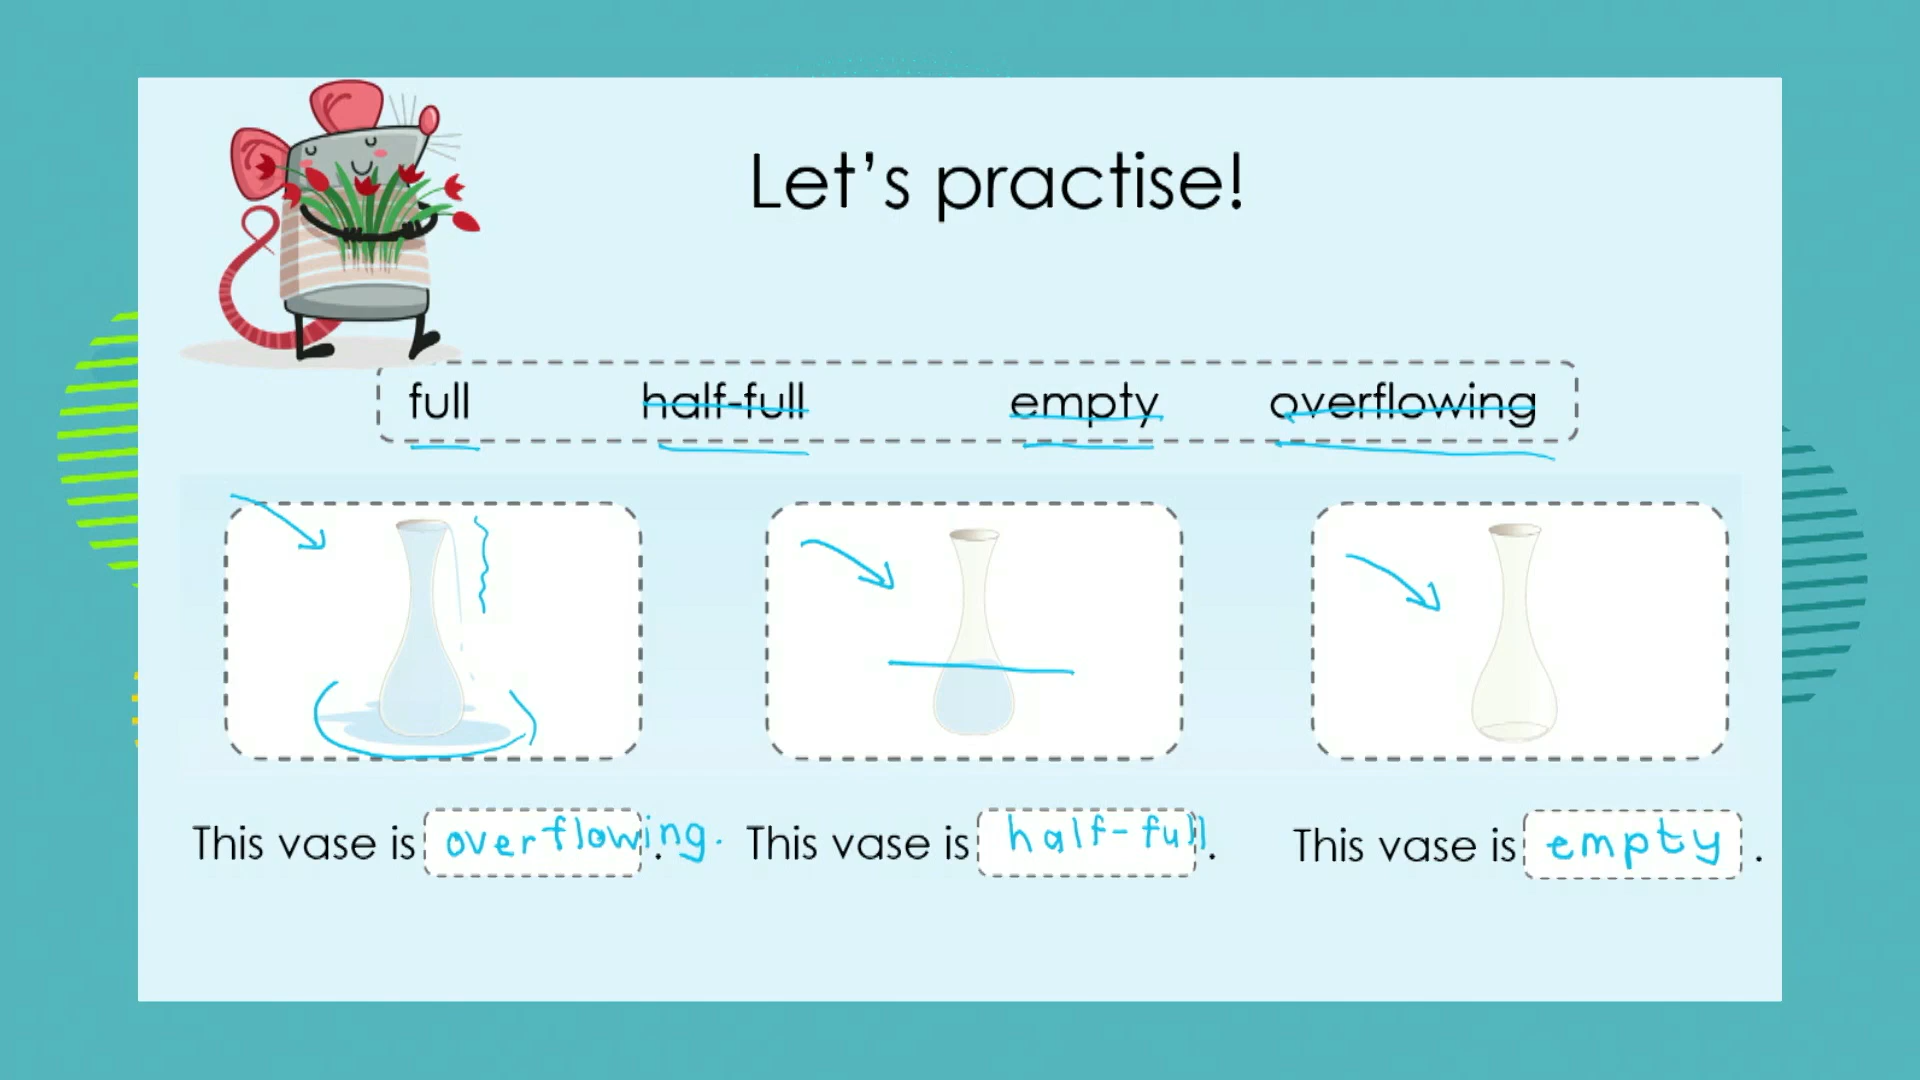 Let's practise!
full half-full empty overflowing
This vase is overflowing. This vase is half-full. This vase is empty.